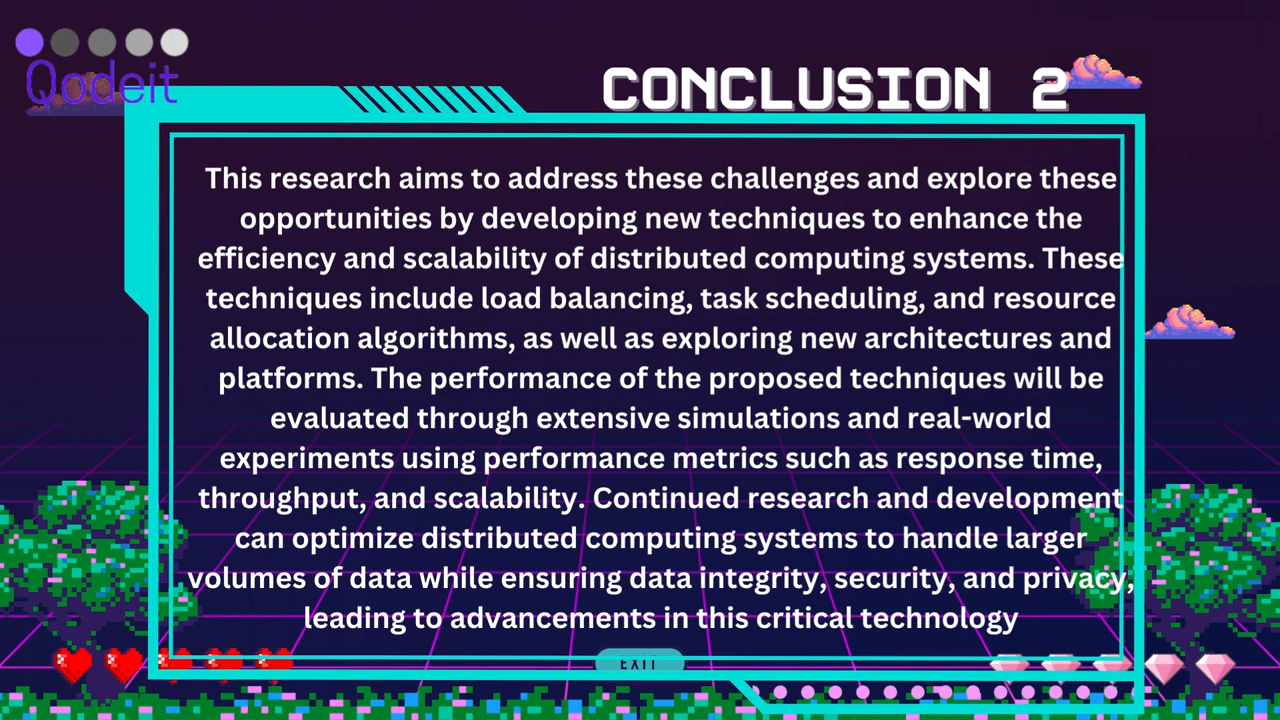 Qodeit
CONCLUSION 2
This research aims to address these challenges and explore these
opportunities by developing new techniques to enhance the
efficiency and scalability of distributed computing systems. These
techniques include load balancing, task scheduling, and resource
allocation algorithms, as well as exploring new architectures and
platforms. The performance of the proposed techniques will be
evaluated through extensive simulations and real-world
experiments using performance metrics such as response time,
throughput, and scalability. Continued research and development
can optimize distributed computing systems to handle larger
volumes of data while ensuring data integrity, security, and privacy,
leading to advancements in this critical technology
EXIT